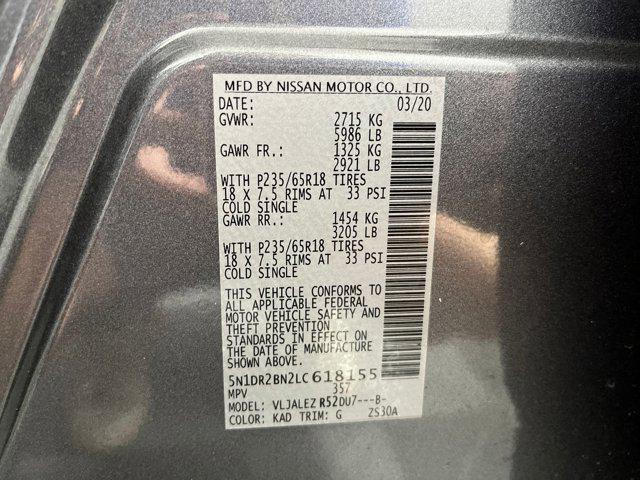 MFD BY NISSAN MOTOR CO., LTD.
DATE: 03/20
GVWR: 2715 KG
5986 LB
GAWR FR.: 1325 KG
2921 LB
WITH P235/65R18 TIRES
18 X 7.5 RIMS AT 33 PSI
COLD SINGLE
GAWR RR.: 1454 KG
3205 LB
WITH P235/65R18 TIRES
18 X 7.5 RIMS AT 33 PSI
COLD SINGLE
THIS VEHICLE CONFORMS TO
ALL APPLICABLE FEDERAL
MOTOR VEHICLE SAFETY AND
THEFT PREVENTION
STANDARDS IN EFFECT ON
THE DATE OF MANUFACTURE
5N1DR2BN2LC618155
MPV 357
MODEL: VLJALEZ R52DU7---B-
COLOR: KAD TRIM: G ZS30A